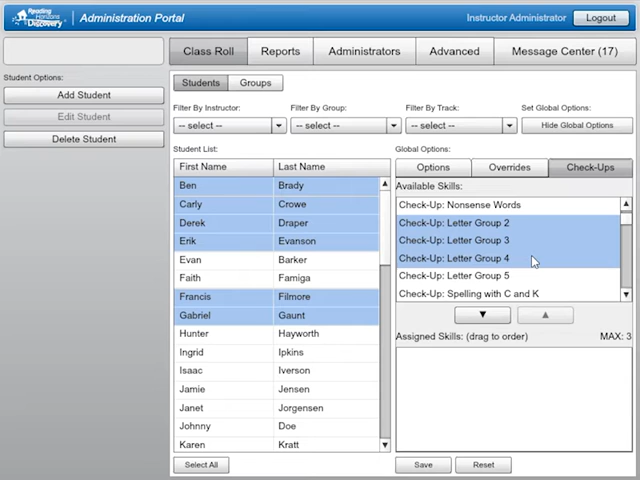 Reading Horizons Discovery
Administration Portal
Instructor Administrator
Logout
Class Roll
Reports
Administrators
Advanced
Message Center (17)
Student Options:
Add Student
Edit Student
Delete Student
Students
Groups
Filter By Instructor:
Filter By Group:
Filter By Track:
Set Global Options:
-- select --
-- select --
-- select --
Hide Global Options
Student List:
First Name Last Name
Ben Brady
Carly Crowe
Derek Draper
Erik Evanson
Evan Barker
Faith Famiga
Francis Filmore
Gabriel Gaunt
Hunter Hayworth
Ingrid Ipkins
Isaac Iverson
Jamie Jensen
Janet Jorgensen
Johnny Doe
Karen Kratt
Select All
Global Options:
Options
Overrides
Check-Ups
Available Skills:
Check-Up: Nonsense Words
Check-Up: Letter Group 2
Check-Up: Letter Group 3
Check-Up: Letter Group 4
Check-Up: Letter Group 5
Check-Up: Spelling with C and K
Assigned Skills: (drag to order) MAX: 3
Save
Reset